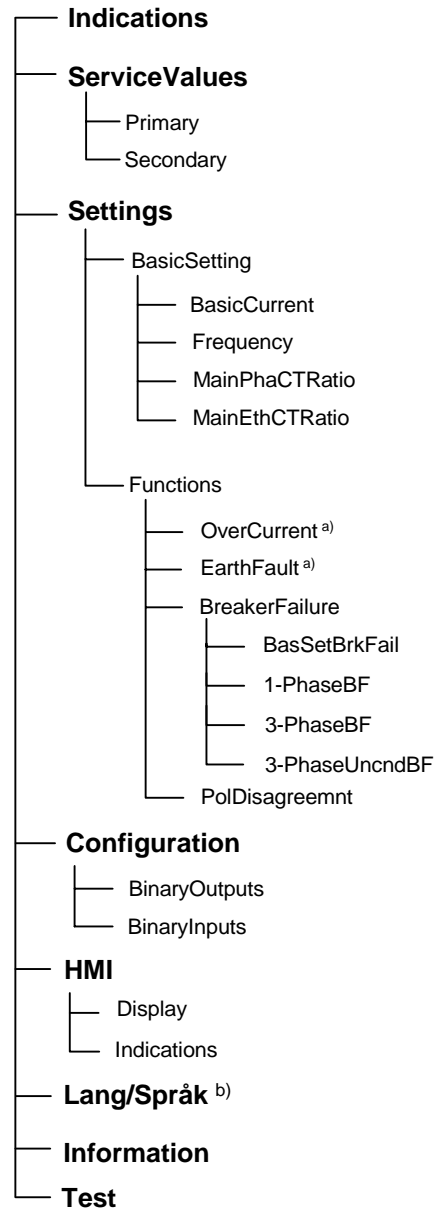 Indications
ServiceValues
Primary
Secondary
Settings
BasicSetting
BasicCurrent
Frequency
MainPhaCTRatio
MainEthCTRatio
Functions
OverCurrent a)
EarthFault a)
BreakerFailure
BasSetBrkFail
1-PhaseBF
3-PhaseBF
3-PhaseUncndBF
PolDisagreemnt
Configuration
BinaryOutputs
BinaryInputs
HMI
Display
Indications
Lang/Språk b)
Information
Test